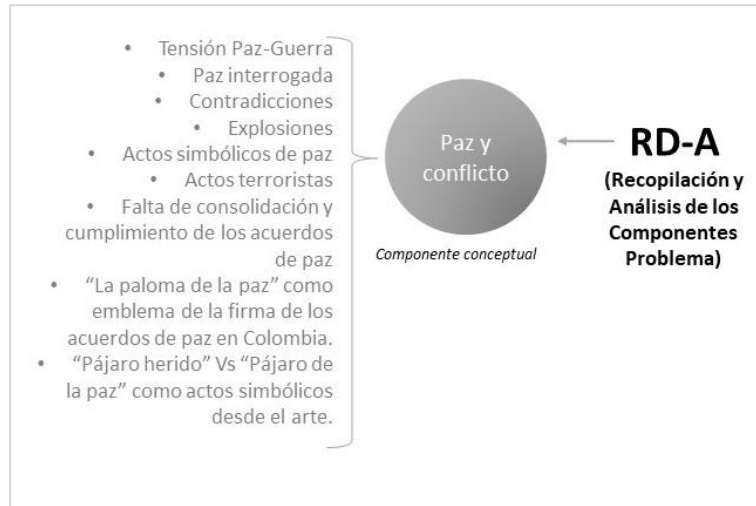 • Tensión Paz-Guerra
• Paz interrogada
• Contradicciones
• Explosiones
• Actos simbólicos de paz
• Actos terroristas
• Falta de consolidación y
cumplimiento de los acuerdos
de paz
• “La paloma de la paz” como
emblema de la firma de los
acuerdos de paz en Colombia.
• “Pájaro herido” Vs “Pájaro de
la paz” como actos simbólicos
desde el arte.
Paz y
conflicto
Componente conceptual
RD-A
(Recopilación y
Análisis de los
Componentes
Problema)